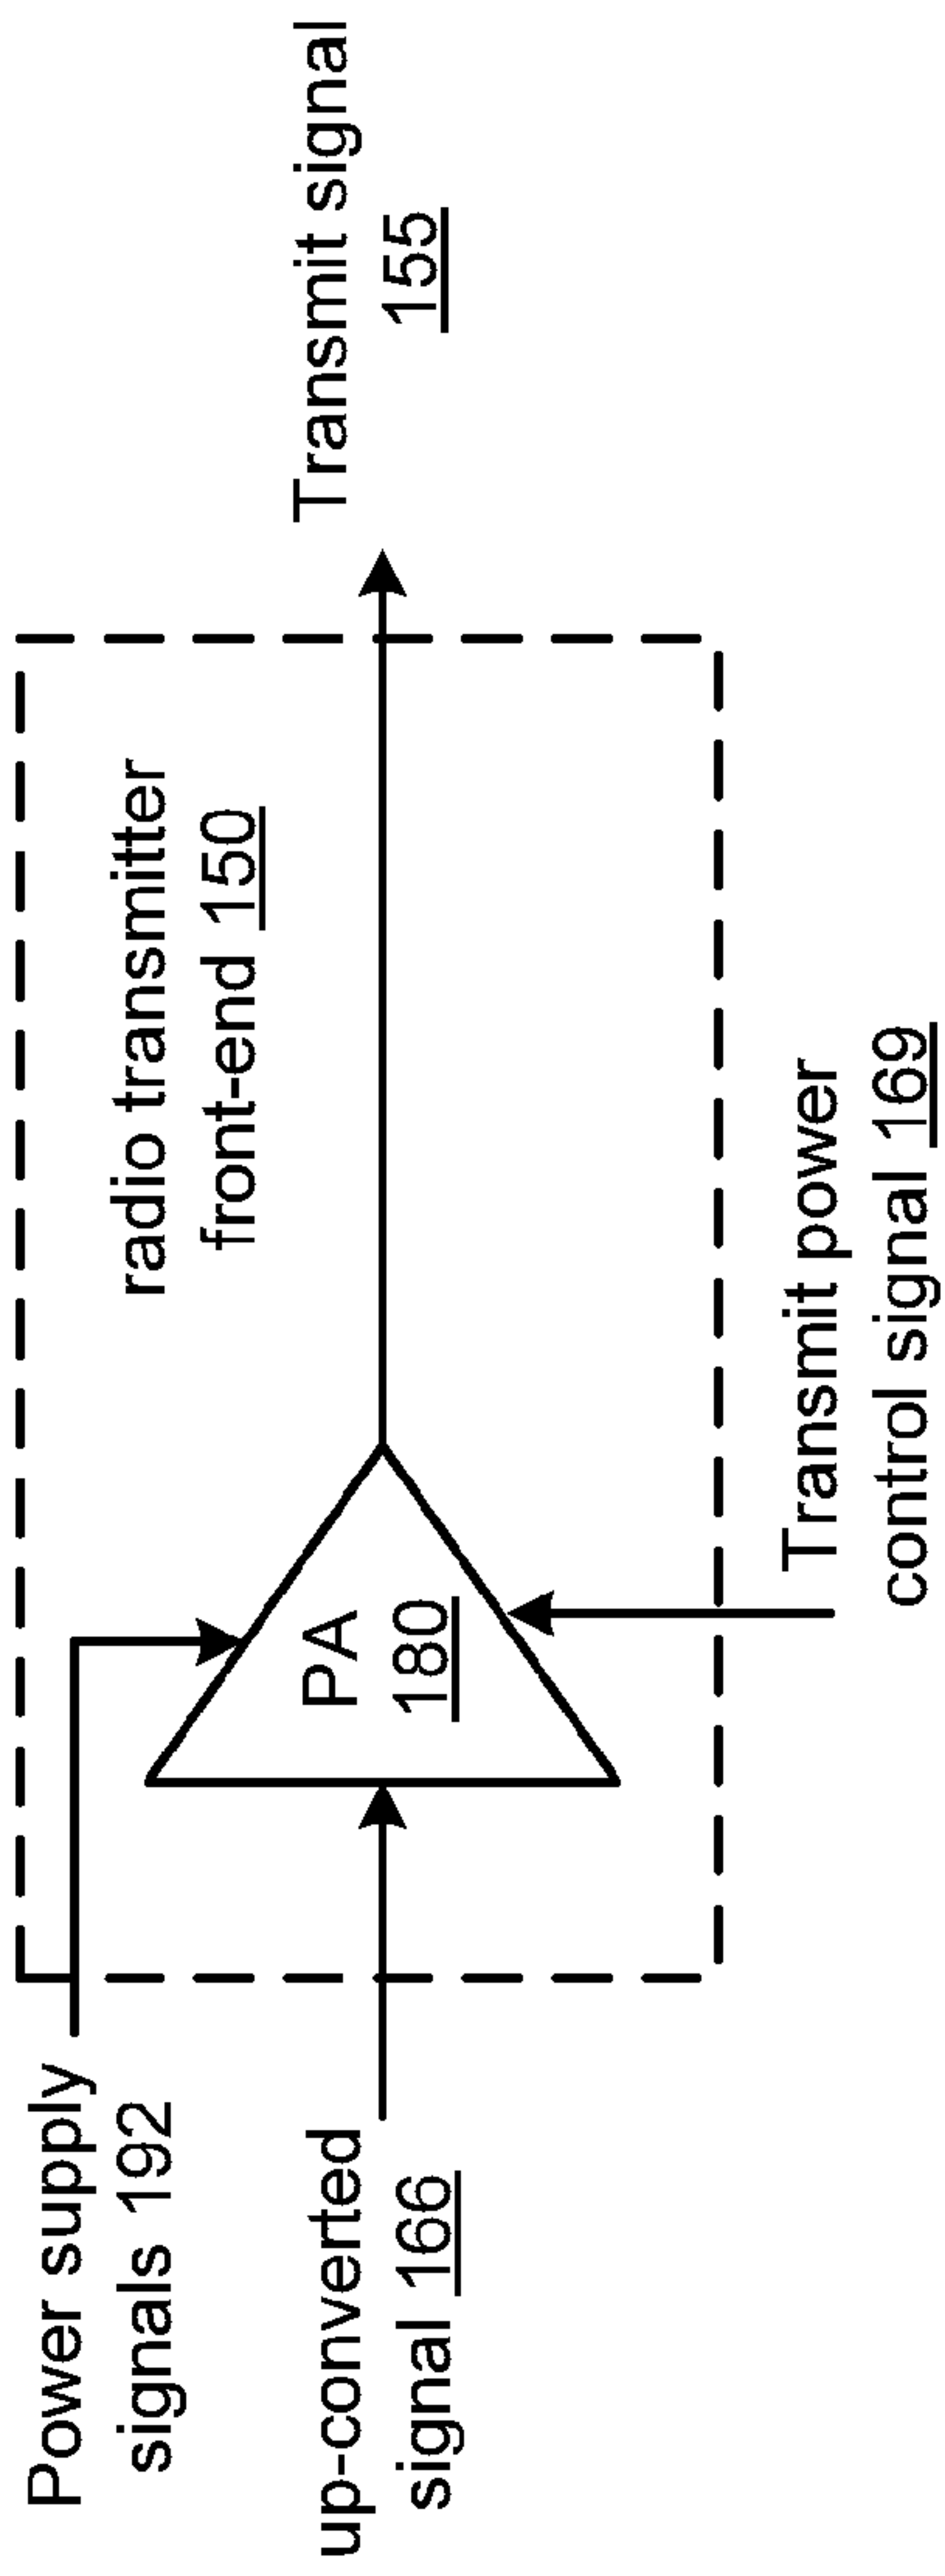 Power supply
signals 192
radio transmitter
front-end 150
up-converted
signal 166
PA
180
Transmit signal
155
Transmit power
control signal 169